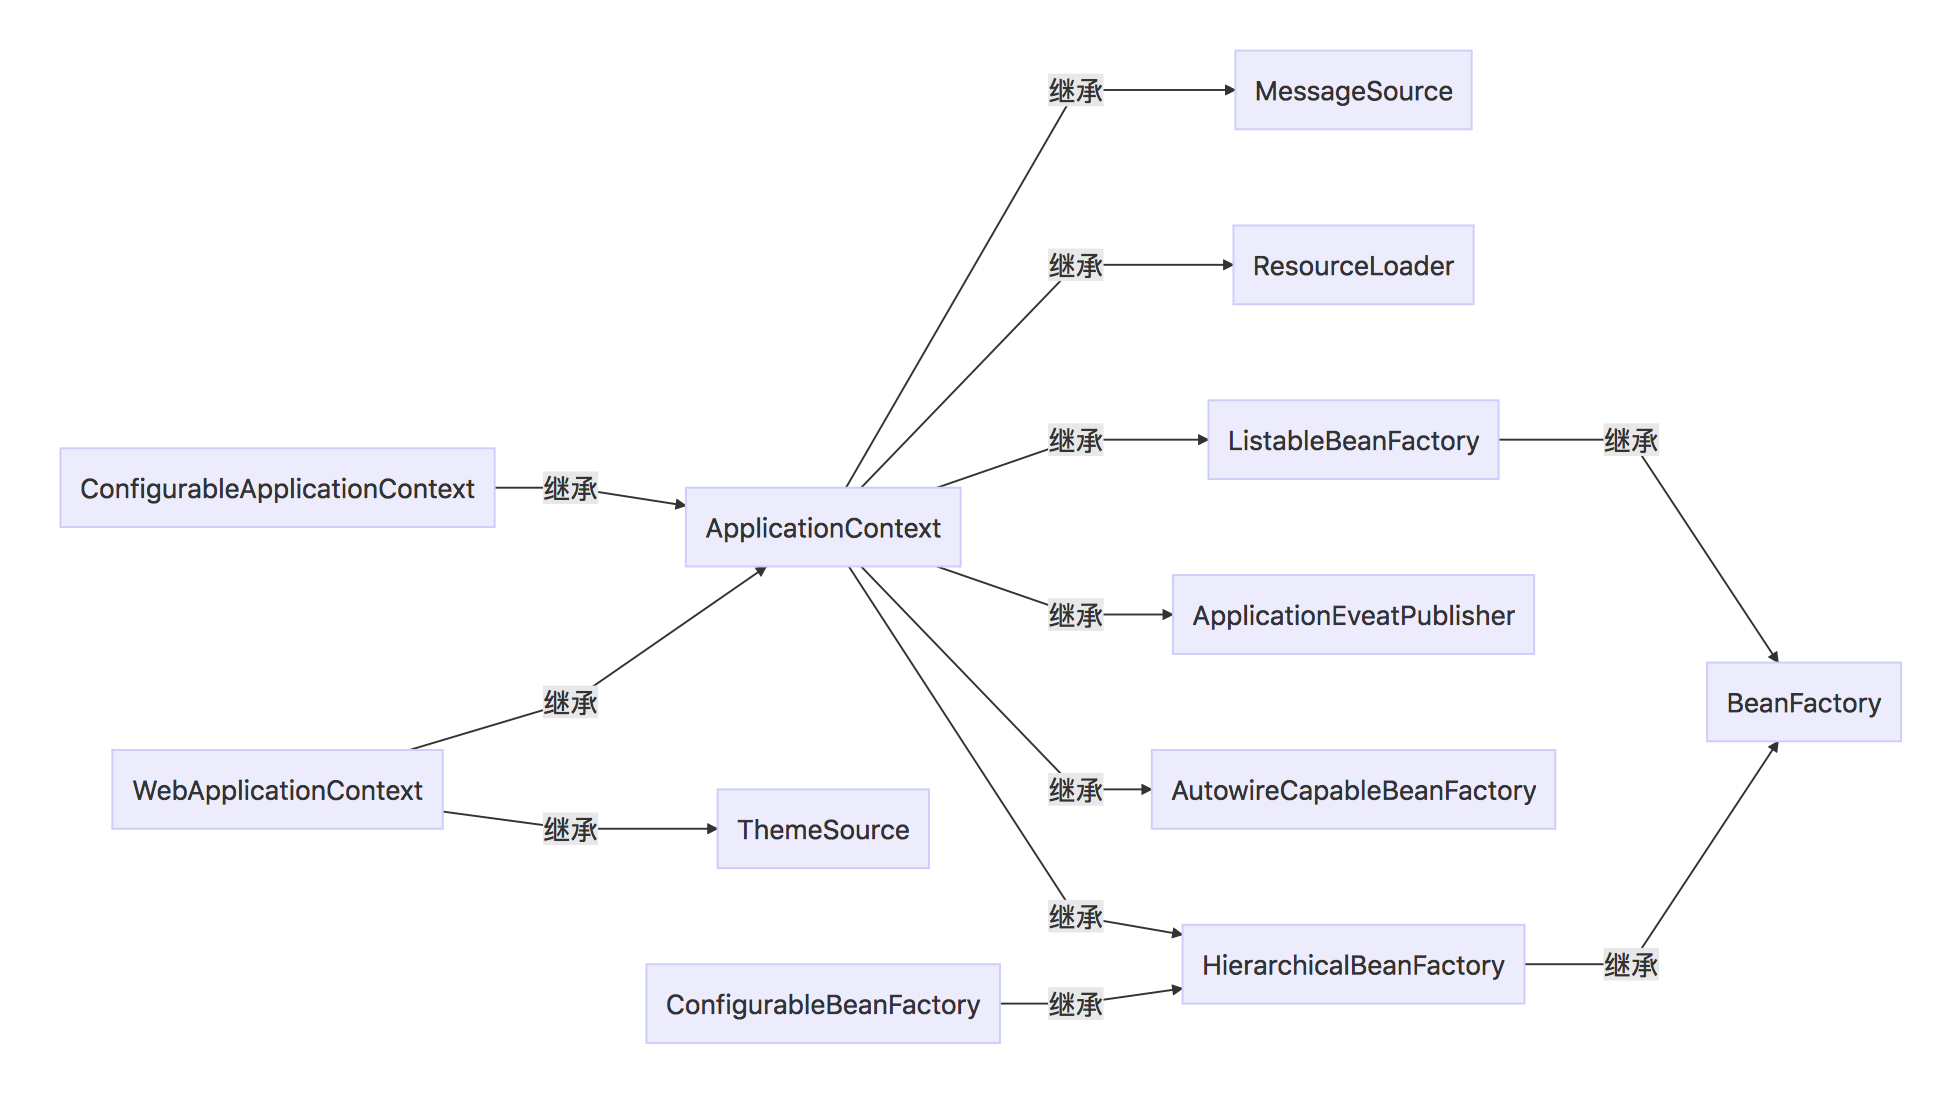 继承
MessageSource
继承
ResourceLoader
继承
ListableBeanFactory
继承
ConfigurableApplicationContext
继承
ApplicationContext
继承
ApplicationEveatPublisher
继承
BeanFactory
WebApplicationContext
继承
ThemeSource
继承
AutowireCapableBeanFactory
继承
HierarchicalBeanFactory
继承
ConfigurableBeanFactory
继承